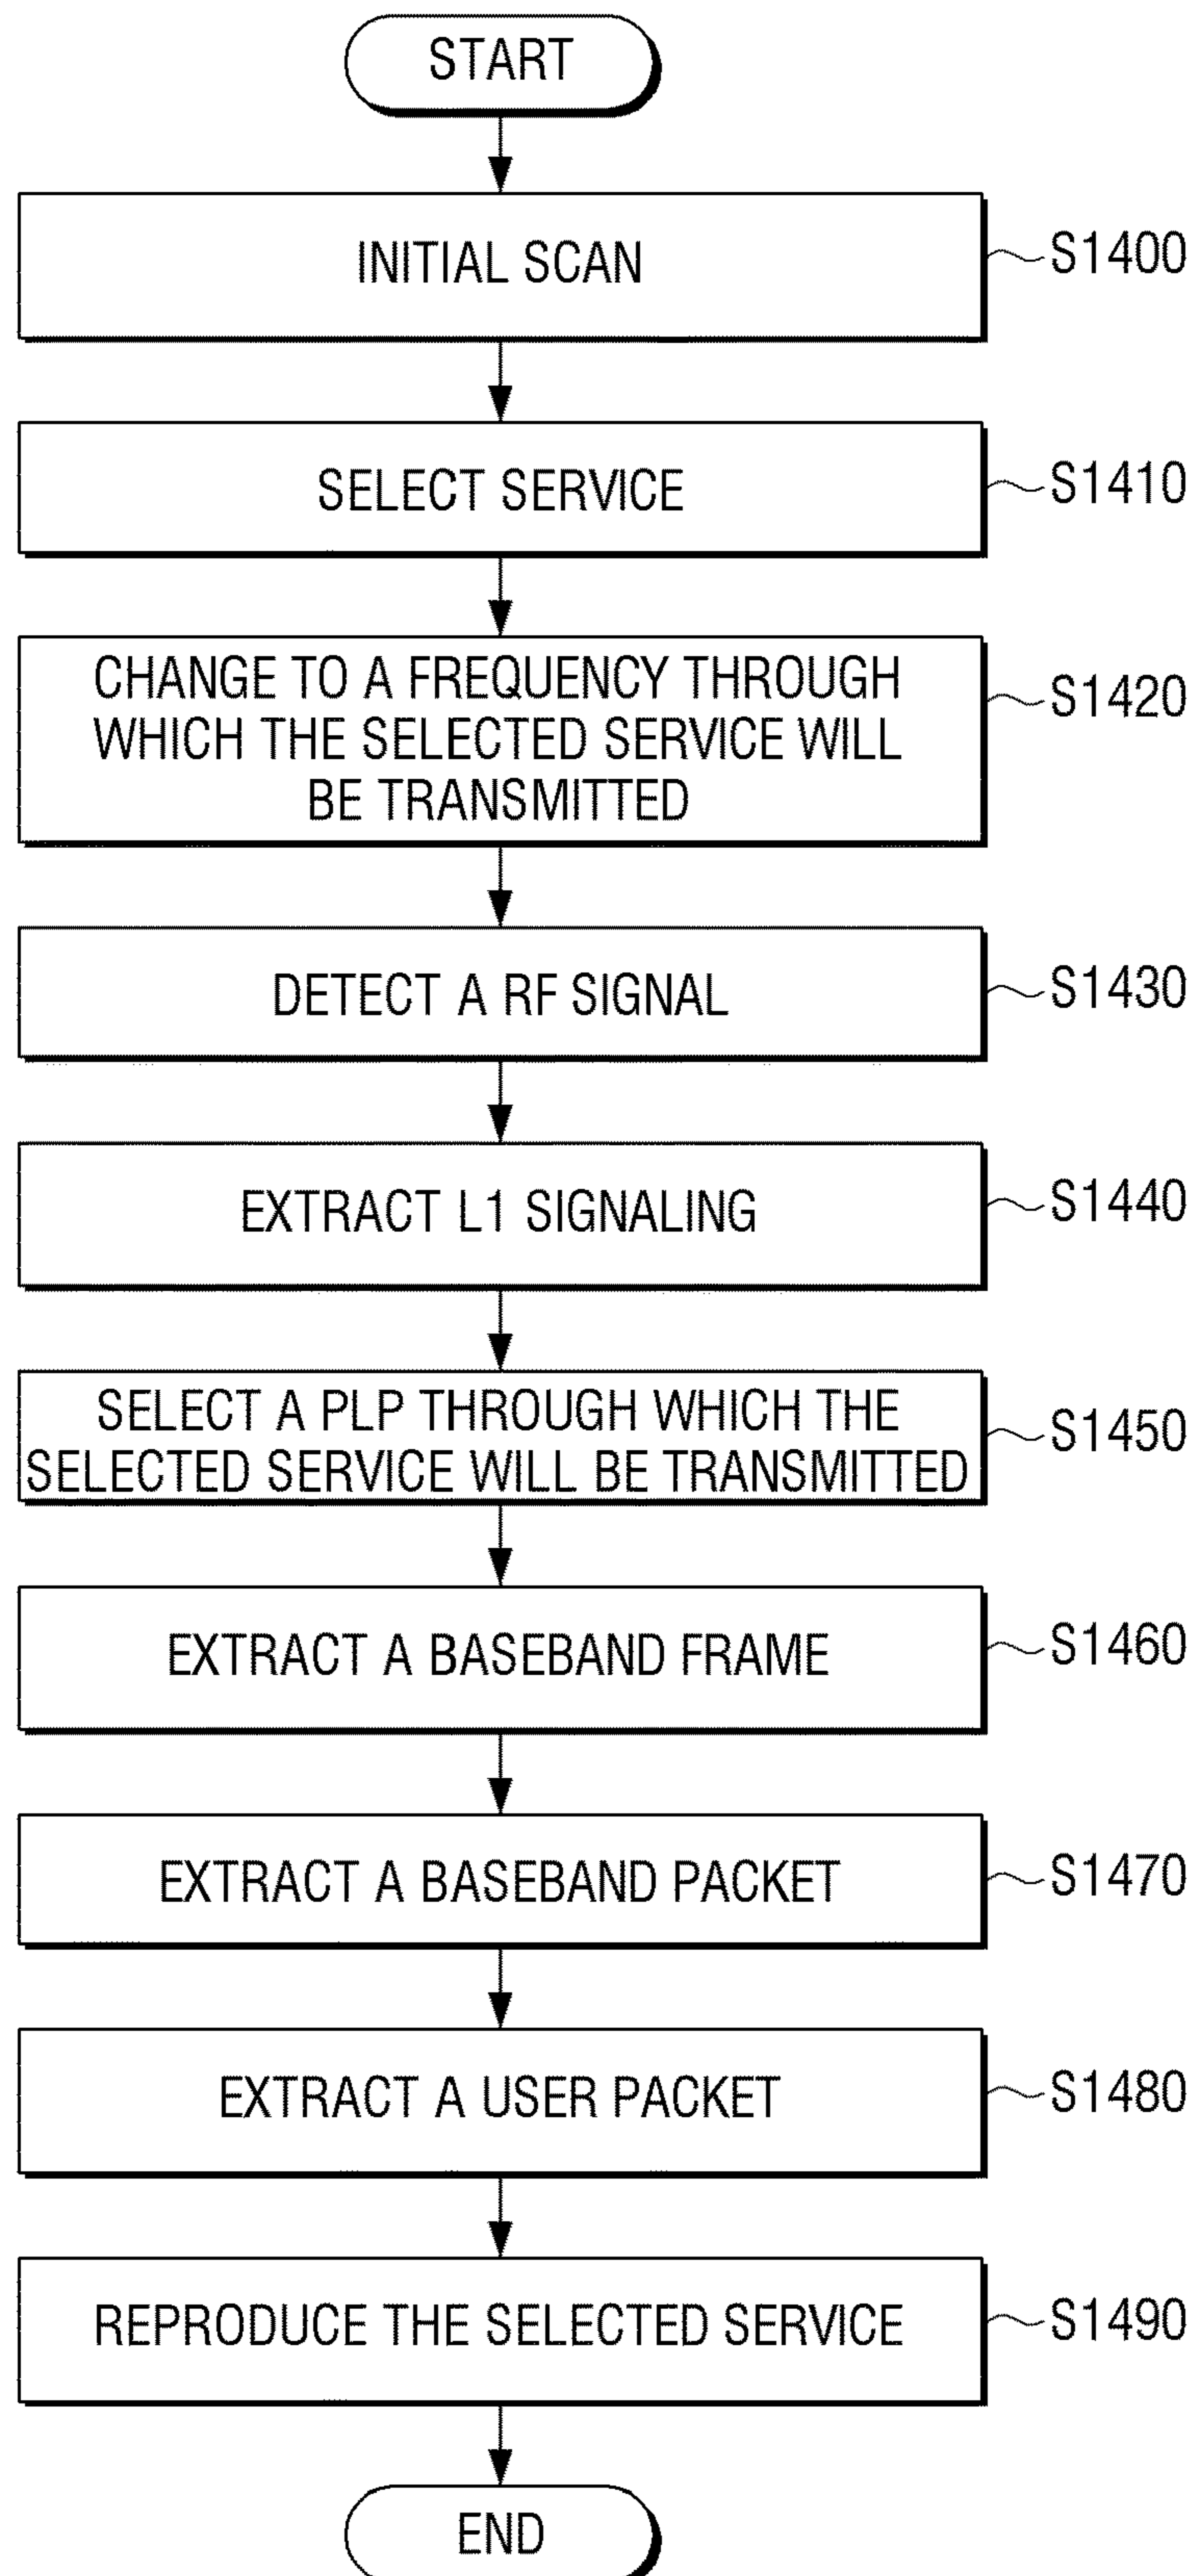 START
INITIAL SCAN
S1400
SELECT SERVICE
S1410
CHANGE TO A FREQUENCY THROUGH
WHICH THE SELECTED SERVICE WILL
BE TRANSMITTED
S1420
DETECT A RF SIGNAL
S1430
EXTRACT L1 SIGNALING
S1440
SELECT A PLP THROUGH WHICH THE
SELECTED SERVICE WILL BE TRANSMITTED
S1450
EXTRACT A BASEBAND FRAME
S1460
EXTRACT A BASEBAND PACKET
S1470
EXTRACT A USER PACKET
S1480
REPRODUCE THE SELECTED SERVICE
S1490
END